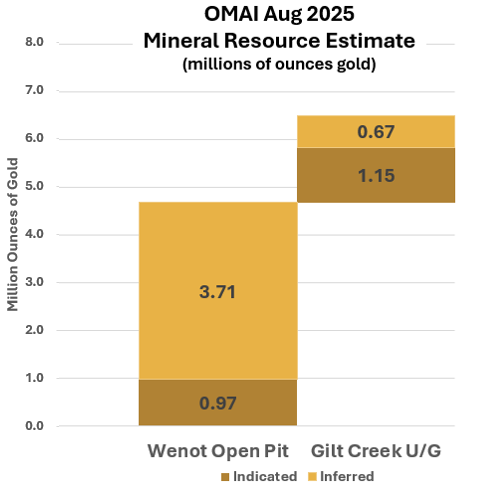 OMAI Aug 2025
Mineral Resource Estimate
(millions of ounces gold)
Million Ounces of Gold
8.0
7.0
6.0
5.0
4.0
3.0
2.0
1.0
0.0
0.67
1.15
3.71
0.97
Wenot Open Pit Gilt Creek U/G
Indicated Inferred